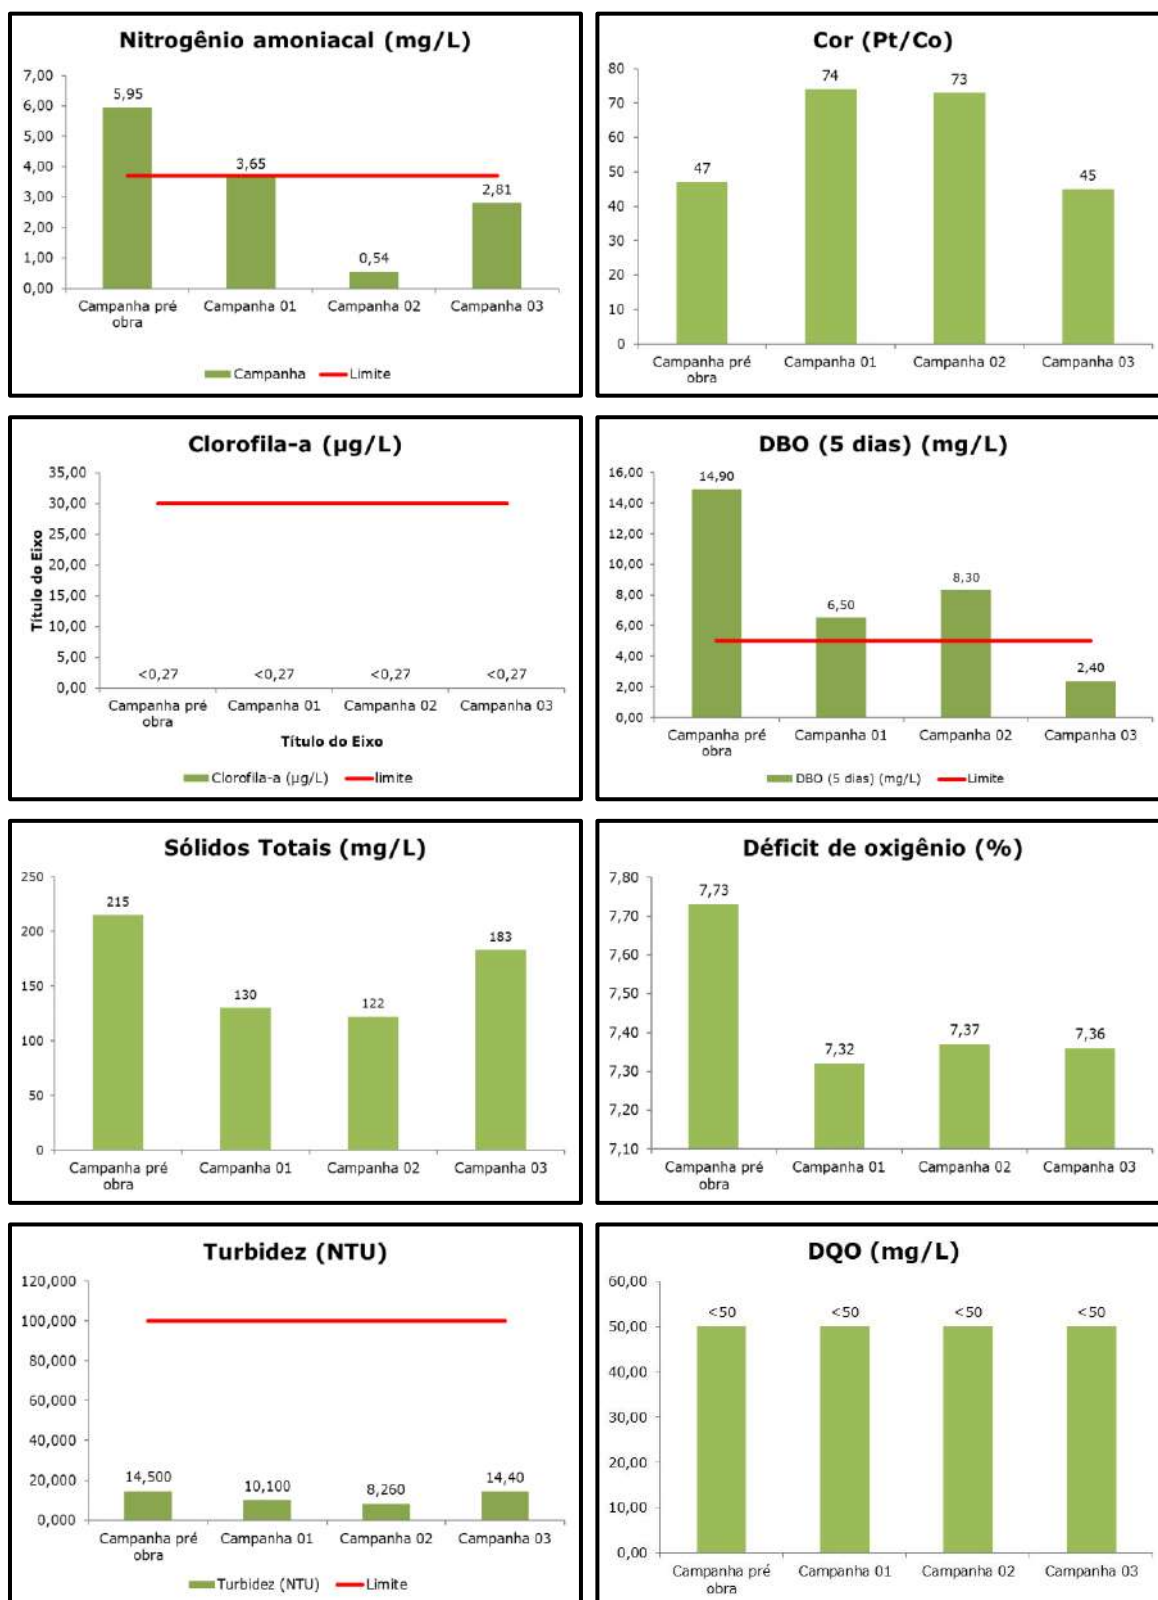 Nitrogênio amoniacal (mg/L)
7,00
6,00
5,00
4,00
3,00
2,00
1,00
0,00
5,95
3,65
0,54
2,81
Campanha pré
obra
Campanha 01
Campanha 02
Campanha 03
Campanha
Limite
Cor (Pt/Co)
80
70
60
50
40
30
20
10
0
47
74
73
45
Campanha pré
obra
Campanha 01
Campanha 02
Campanha 03
Clorofila-a (µg/L)
Título do Eixo
35,00
30,00
25,00
20,00
15,00
10,00
5,00
0,00
<0,27
<0,27
<0,27
<0,27
Campanha pré
obra
Campanha 01
Campanha 02
Campanha 03
Título do Eixo
Clorofila-a (µg/L)
limite
DBO (5 dias) (mg/L)
16,00
14,00
12,00
10,00
8,00
6,00
4,00
2,00
0,00
14,90
6,50
8,30
2,40
Campanha pré
obra
Campanha 01
Campanha 02
Campanha 03
DBO (5 dias) (mg/L)
Limite
Sólidos Totais (mg/L)
250
200
150
100
50
0
215
130
122
183
Campanha pré
obra
Campanha 01
Campanha 02
Campanha 03
Déficit de oxigênio (%)
7,80
7,70
7,60
7,50
7,40
7,30
7,20
7,10
7,73
7,32
7,37
7,36
Campanha pré
obra
Campanha 01
Campanha 02
Campanha 03
Turbidez (NTU)
120,000
100,000
80,000
60,000
40,000
20,000
0,000
14,500
10,100
8,260
14,40
Campanha pré
obra
Campanha 01
Campanha 02
Campanha 03
Turbidez (NTU)
Limite
DQO (mg/L)
60,00
50,00
40,00
30,00
20,00
10,00
0,00
<50
<50
<50
<50
Campanha pré
obra
Campanha 01
Campanha 02
Campanha 03